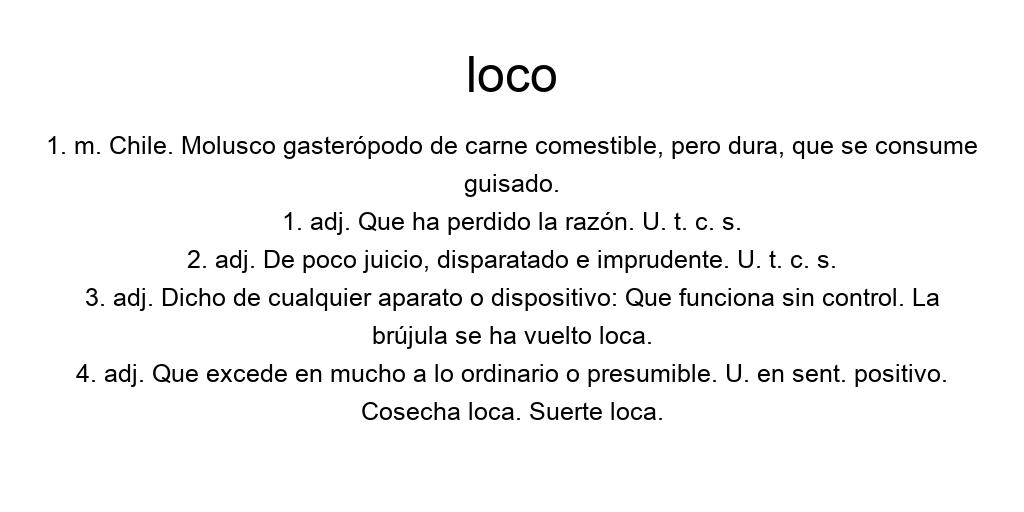 loco
1. m. Chile. Molusco gasterópodo de carne comestible, pero dura, que se consume
guisado.
1. adj. Que ha perdido la razón. U. t. c. s.
2. adj. De poco juicio, disparatado e imprudente. U. t. c. s.
3. adj. Dicho de cualquier aparato o dispositivo: Que funciona sin control. La
brújula se ha vuelto loca.
4. adj. Que excede en mucho a lo ordinario o presumible. U. en sent. positivo.
Cosecha loca. Suerte loca.